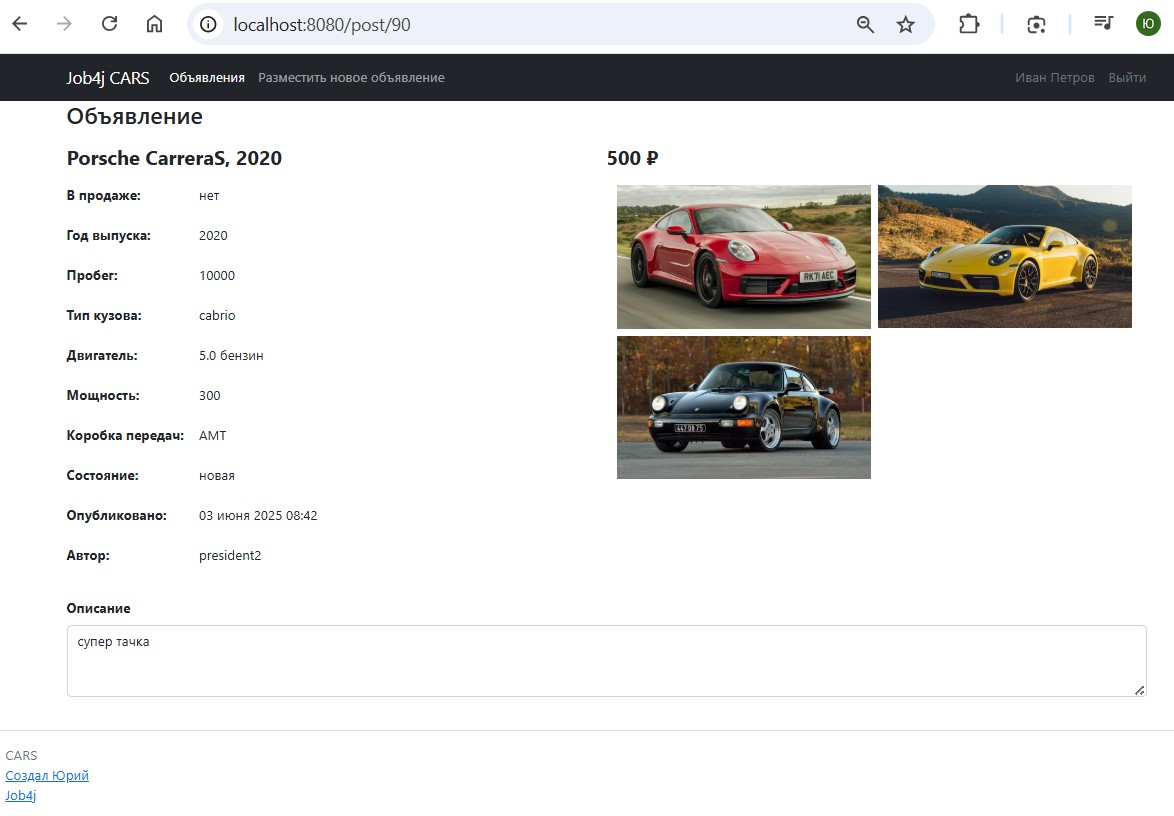 localhost:8080/post/90
Ю
Job4j CARS Объявления Разместить новое объявление Иван Петров Выйти
Объявление
Porsche CarreraS, 2020
500 ₽
В продаже: нет
Год выпуска: 2020
Пробег: 10000
Тип кузова: cabrio
Двигатель: 5.0 бензин
Мощность: 300
Коробка передач: АМТ
Состояние: новая
Опубликовано: 03 июня 2025 08:42
Автор: president2
RK71 AEC
Описание
супер тачка
CARS
Создал Юрий
Job4j